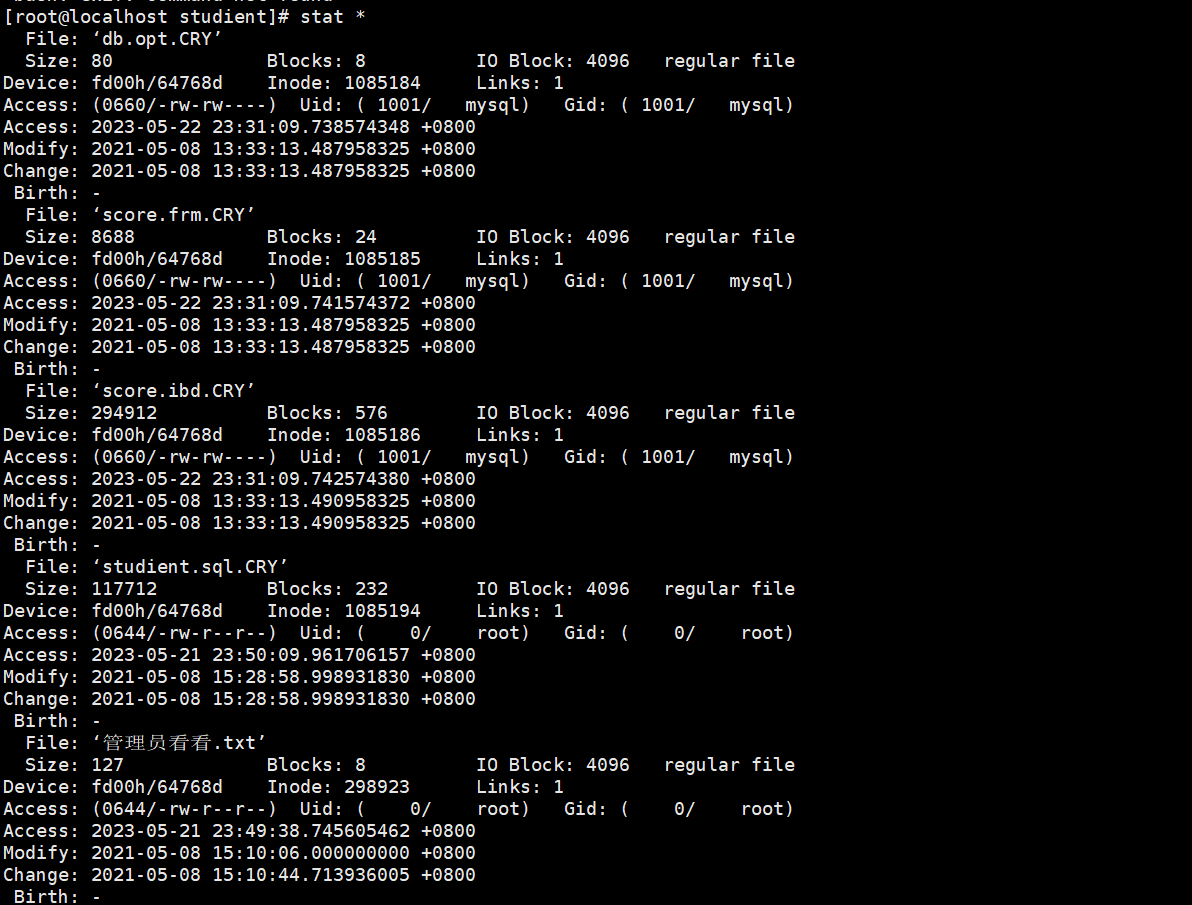 [root@localhost studient]# stat *
  File: ‘db.opt.CRY’
  Size: 80              Blocks: 8          IO Block: 4096   regular file
Device: fd00h/64768d    Inode: 1085184     Links: 1
Access: (0660/-rw-rw----)  Uid: ( 1001/   mysql)   Gid: ( 1001/   mysql)
Access: 2023-05-22 23:31:09.738574348 +0800
Modify: 2021-05-08 13:33:13.487958325 +0800
Change: 2021-05-08 13:33:13.487958325 +0800
 Birth: -
  File: ‘score.frm.CRY’
  Size: 8688            Blocks: 24         IO Block: 4096   regular file
Device: fd00h/64768d    Inode: 1085185     Links: 1
Access: (0660/-rw-rw----)  Uid: ( 1001/   mysql)   Gid: ( 1001/   mysql)
Access: 2023-05-22 23:31:09.741574372 +0800
Modify: 2021-05-08 13:33:13.487958325 +0800
Change: 2021-05-08 13:33:13.487958325 +0800
 Birth: -
  File: ‘score.ibd.CRY’
  Size: 294912          Blocks: 576        IO Block: 4096   regular file
Device: fd00h/64768d    Inode: 1085186     Links: 1
Access: (0660/-rw-rw----)  Uid: ( 1001/   mysql)   Gid: ( 1001/   mysql)
Access: 2023-05-22 23:31:09.742574380 +0800
Modify: 2021-05-08 13:33:13.490958325 +0800
Change: 2021-05-08 13:33:13.490958325 +0800
 Birth: -
  File: ‘studient.sql.CRY’
  Size: 117712          Blocks: 232        IO Block: 4096   regular file
Device: fd00h/64768d    Inode: 1085194     Links: 1
Access: (0644/-rw-r--r--)  Uid: (    0/    root)   Gid: (    0/    root)
Access: 2023-05-21 23:50:09.961706157 +0800
Modify: 2021-05-08 15:28:58.998931830 +0800
Change: 2021-05-08 15:28:58.998931830 +0800
 Birth: -
  File: ‘管理员看看.txt’
  Size: 127             Blocks: 8          IO Block: 4096   regular file
Device: fd00h/64768d    Inode: 298923      Links: 1
Access: (0644/-rw-r--r--)  Uid: (    0/    root)   Gid: (    0/    root)
Access: 2023-05-21 23:49:38.745605462 +0800
Modify: 2021-05-08 15:10:06.000000000 +0800
Change: 2021-05-08 15:10:44.713936005 +0800
 Birth: -